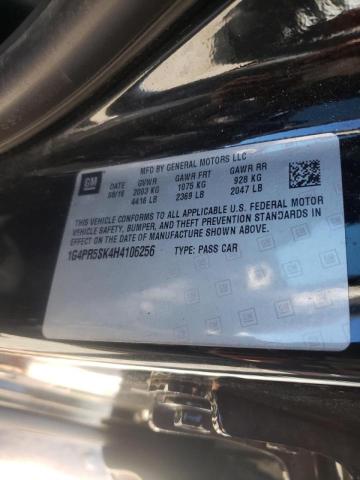 MFD BY GENERAL MOTORS LLC
GM DATE GVWR GAWR FRT GAWR RR
08/16 2003 KG 1075 KG 928 KG
4416 LB 2369 LB 2047 LB
THIS VEHICLE CONFORMS TO ALL APPLICABLE U.S. FEDERAL MOTOR
VEHICLE SAFETY, BUMPER, AND THEFT PREVENTION STANDARDS
IN EFFECT ON THE DATE OF MANUFACTURE SHOWN ABOVE.
1G4PR5SK4H4106256 TYPE: PASS CAR